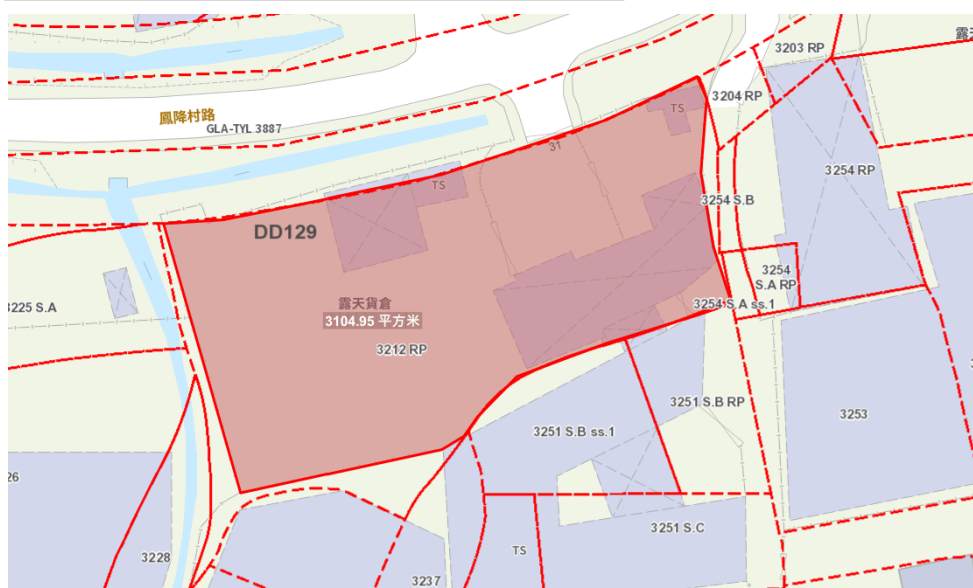 3203 RP
露天
3204 RP
鳳降村路
GLA-TYL 3887
TS
31
3254 RP
TS
3254 S.B
DD129
3254
S.A RP
露天貨倉
3254 S.A ss.1
3225 S.A
3104.95 平方米
3212 RP
3251 S.B RP
3253
3251 S.B ss.1
26
3251 S.C
TS
3228
3237